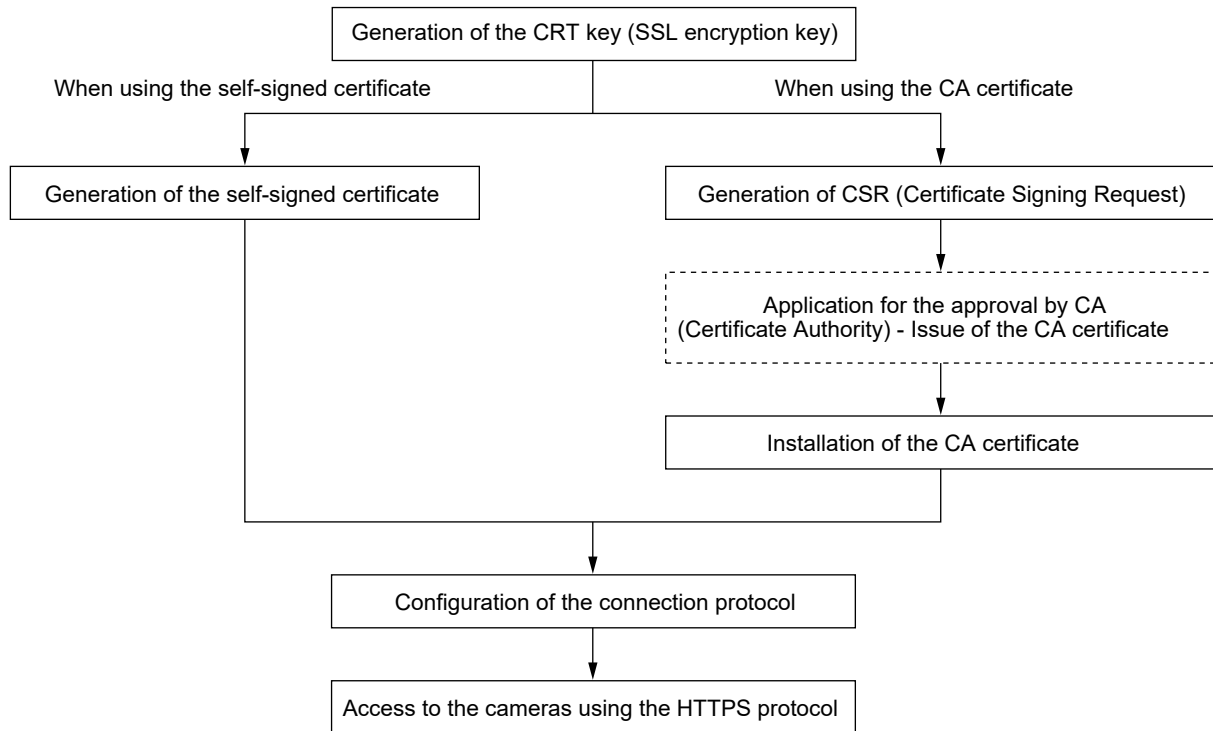 Generation of the CRT key (SSL encryption key)
When using the self-signed certificate
When using the CA certificate
Generation of the self-signed certificate
Generation of CSR (Certificate Signing Request)
Application for the approval by CA
(Certificate Authority) - Issue of the CA certificate
Installation of the CA certificate
Configuration of the connection protocol
Access to the cameras using the HTTPS protocol